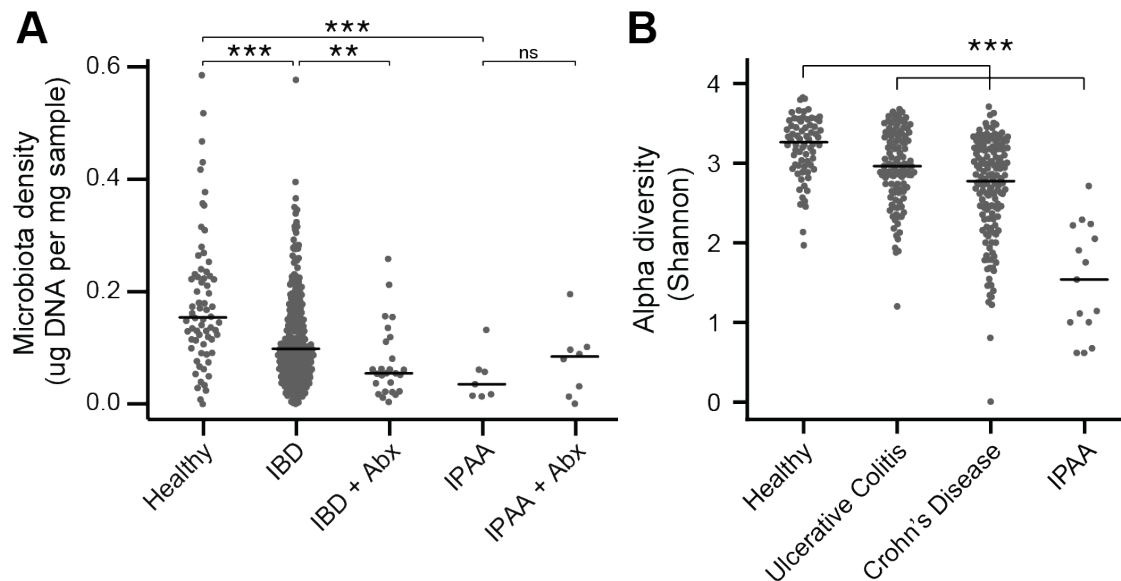 A
***
***
**
ns
0.6
0.4
0.2
0.0
Microbiota density
(ug DNA per mg sample)
Healthy
IBD
IBD + Abx
IPAA
IPAA + Abx
B
***
4
3
2
1
0
Alpha diversity
(Shannon)
Healthy
Ulcerative Colitis
Crohn's Disease
IPAA